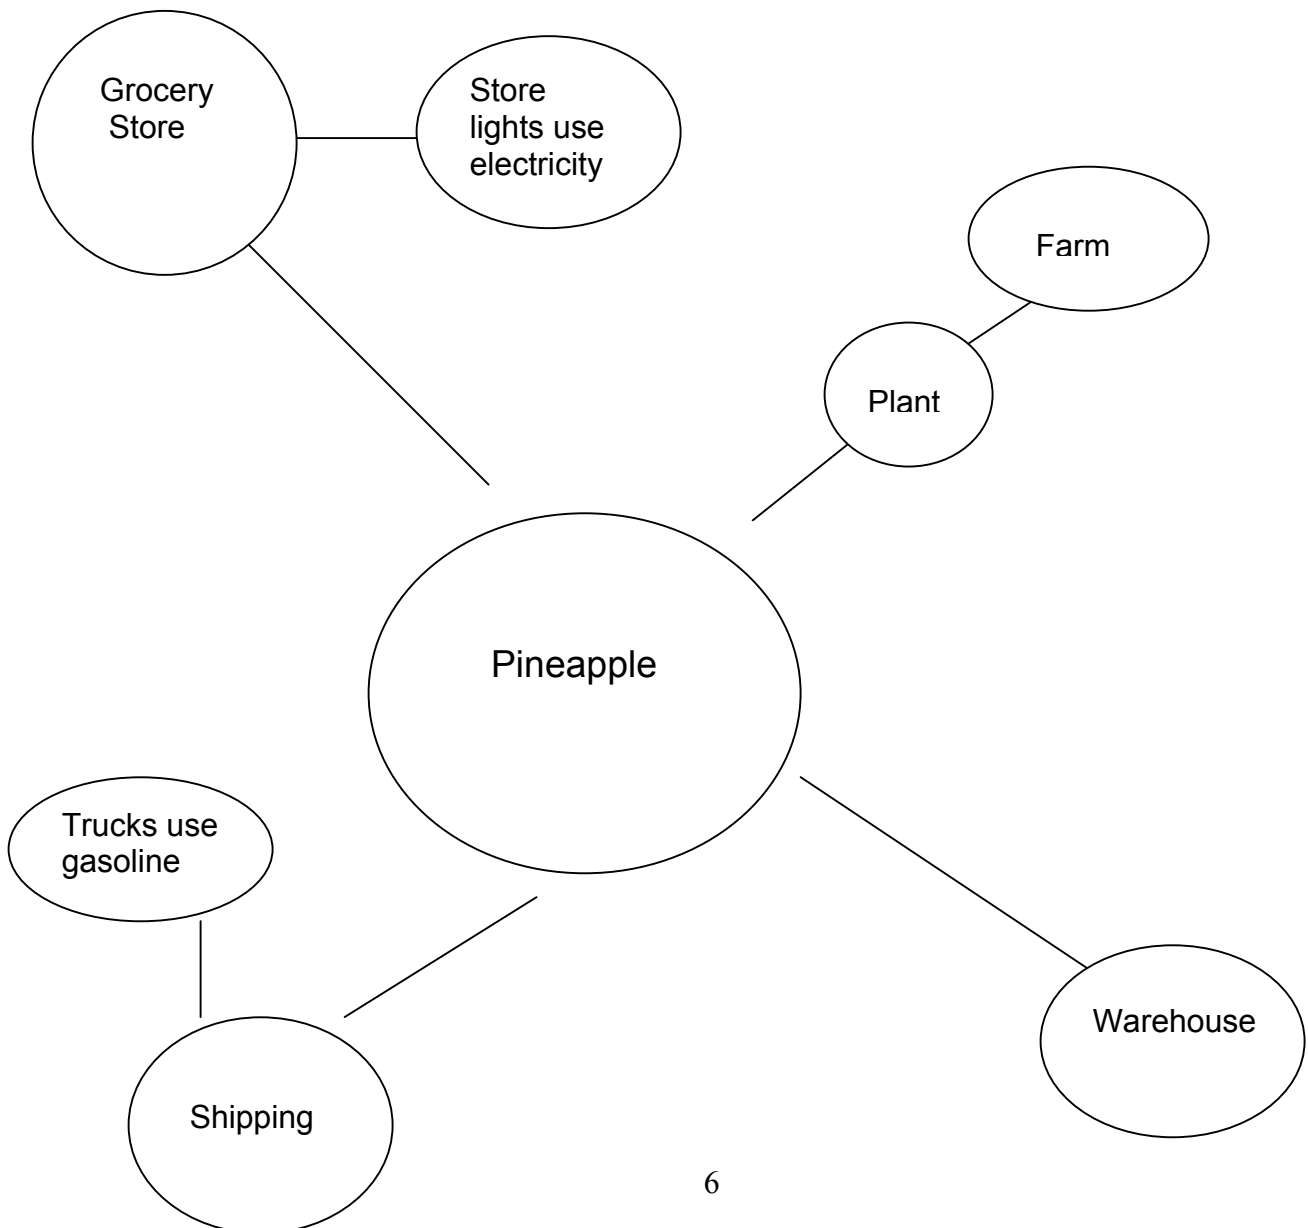 Grocery
Store
Store
lights use
electricity
Farm
Plant
Pineapple
Trucks use
gasoline
Warehouse
Shipping
6